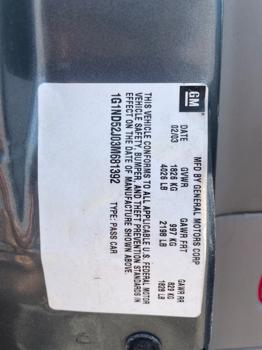 GM
MFD BY GENERAL MOTORS CORP
DATE GVWR GAWR FRT GAWR RR
02/03 1826 KG 997 KG 829 KG
4026 LB 2198 LB 1828 LB
THIS VEHICLE CONFORMS TO ALL APPLICABLE U.S. FEDERAL MOTOR
VEHICLE SAFETY, BUMPER, AND THEFT PREVENTION STANDARDS IN
EFFECT ON THE DATE OF MANUFACTURE SHOWN ABOVE.
1G1ND52J03M681392 TYPE: PASS CAR